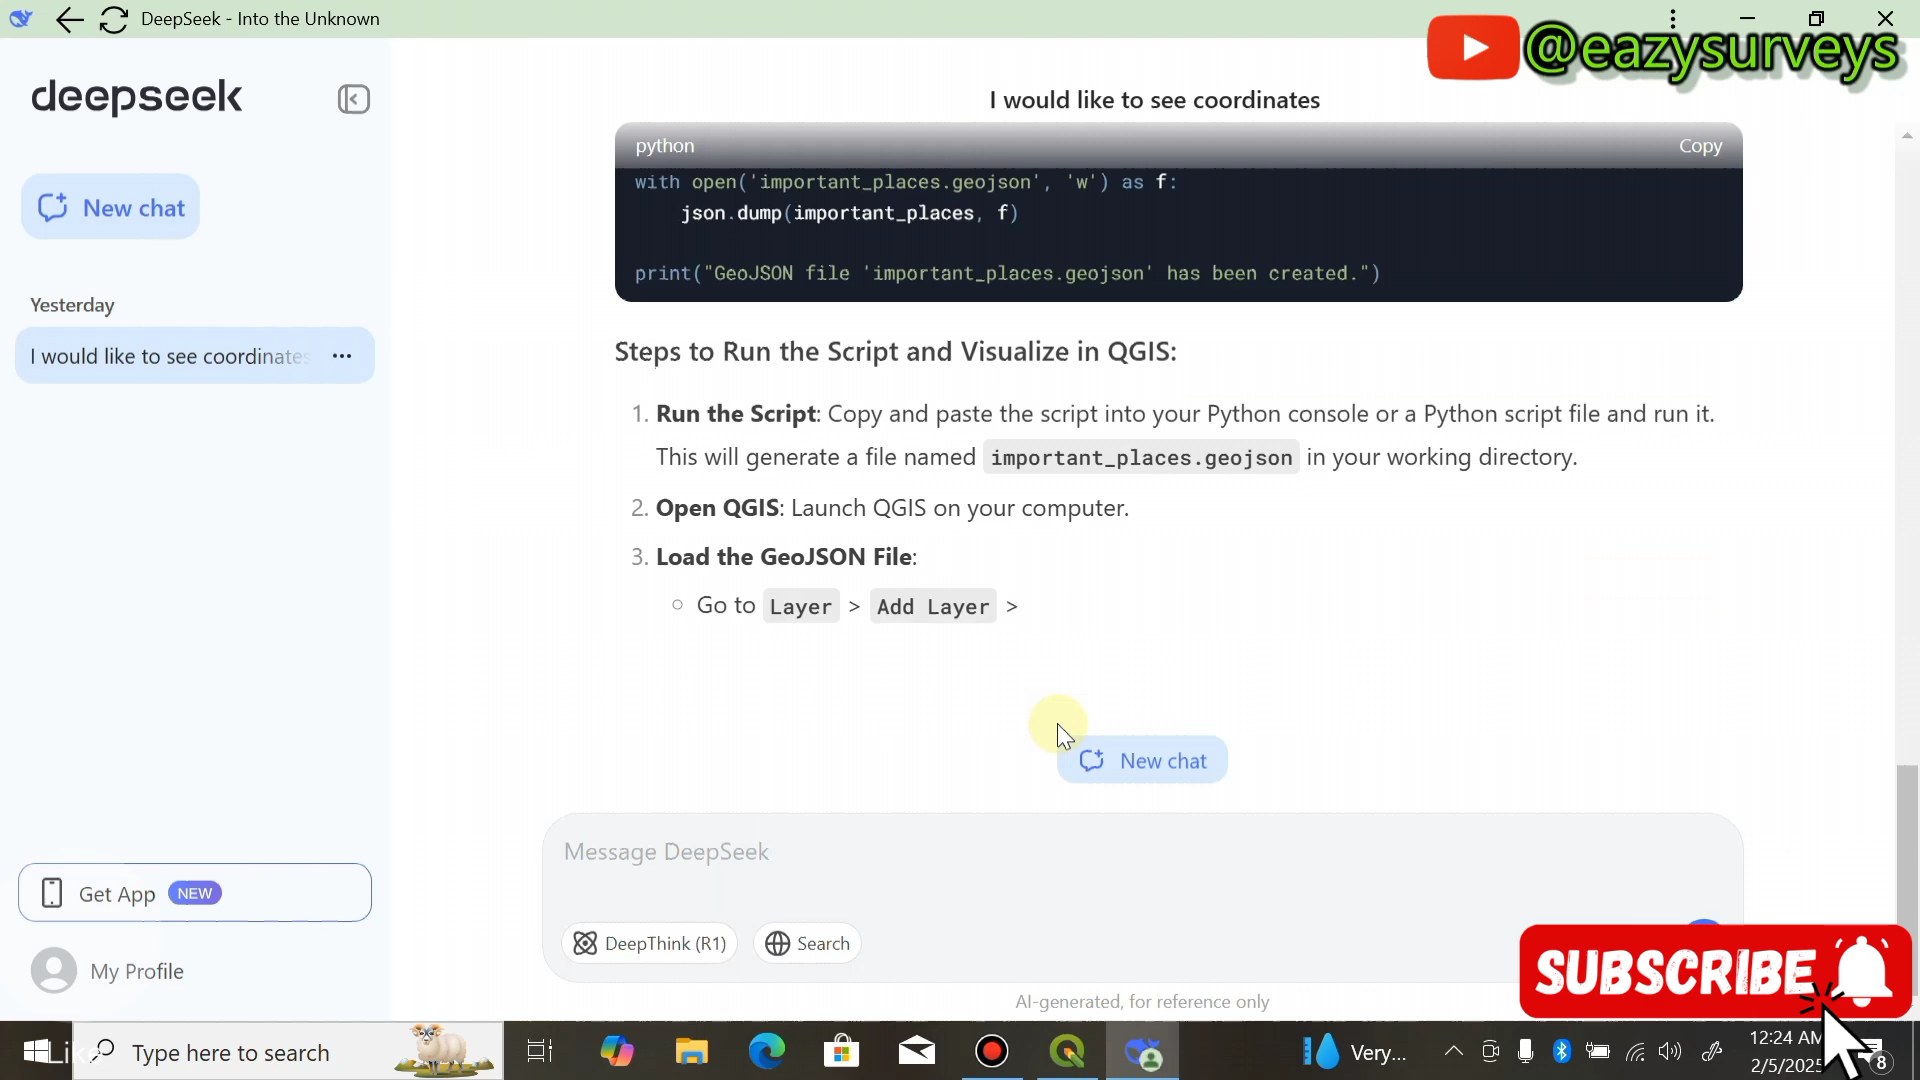 DeepSeek - Into the Unknown
@eazysurveys
deepseek
I would like to see coordinates
New chat
python
Copy
with open('important_places.geojson', 'w') as f:
json.dump(important_places, f)
print("GeoJSON file 'important_places.geojson' has been created.")
Yesterday
I would like to see coordinates
Steps to Run the Script and Visualize in QGIS:
1. Run the Script: Copy and paste the script into your Python console or a Python script file and run it.
This will generate a file named important_places.geojson in your working directory.
2. Open QGIS: Launch QGIS on your computer.
3. Load the GeoJSON File:
Go to Layer > Add Layer >
New chat
Message DeepSeek
Get App NEW
DeepThink (R1)
Search
My Profile
SUBSCRIBE
AI-generated, for reference only
Type here to search
Very...
12:24 AM
2/5/2025
8